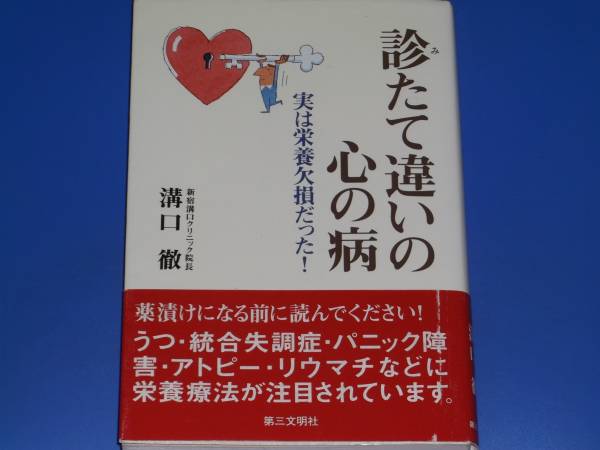 診たて違いの
み
心の病
実は栄養欠損だった!
新宿溝口クリニック院長
溝口 徹
薬漬けになる前に読んでください!
うつ・統合失調症・パニック障
害・アトピー・リウマチなどに
栄養療法が注目されています。
第三文明社